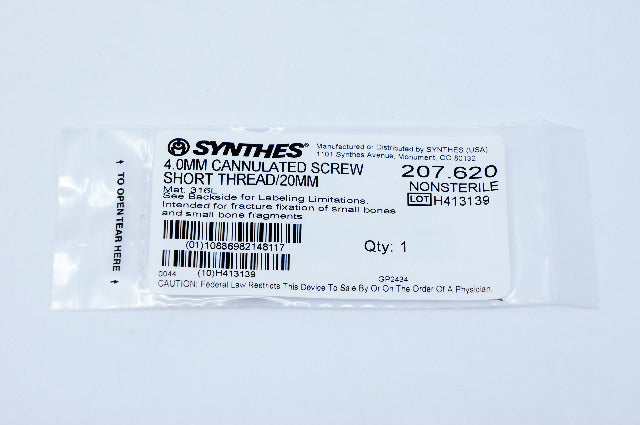 SYNTHES®
Manufactured or Distributed by SYNTHES (USA)
1101 Synthes Avenue, Monument, CO 80132
4.0MM CANNULATED SCREW
SHORT THREAD/20MM
207.620
NONSTERILE
LOT H413139
Mat: 316L
See Backside for Labeling Limitations.
Intended for fracture fixation of small bones
and small bone fragments.
(01)10886982148117
Qty: 1
0044
(10)H413139
GP2434
CAUTION: Federal Law Restricts This Device To Sale By Or On The Order Of A Physician.
TO OPEN TEAR HERE